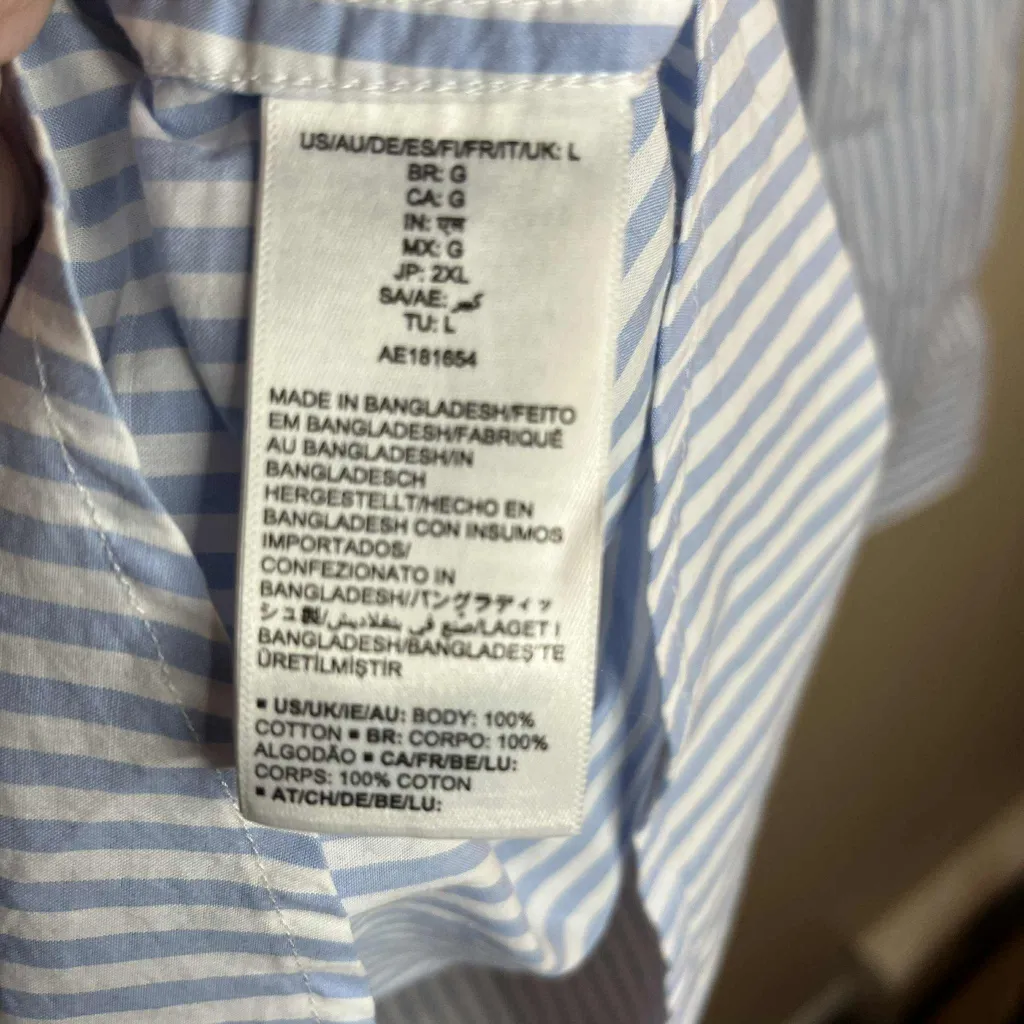 US/AU/DE/ES/FI/FR/IT/UK: L
BR: G
CA: G
IN: एल
MX: G
JP: 2XL
SA/AE: كبير
TU: L
AE181654
MADE IN BANGLADESH/FEITO
EM BANGLADESH/FABRIQUÉ
AU BANGLADESH/IN
BANGLADESCH
HERGESTELLT/HECHO EN
BANGLADESH CON INSUMOS
IMPORTADOS/
CONFEZIONATO IN
BANGLADESH//バングラディッ
シュ製/صنع في بنغلاديش/LAGET I
BANGLADESH/BANGLADEŞ'TE
ÜRETİLMİŞTİR
▪ US/UK/IE/AU: BODY: 100%
COTTON ▪ BR: CORPO: 100%
ALGODÃO ▪ CA/FR/BE/LU:
CORPS: 100% COTON
▪ AT/CH/DE/BE/LU: